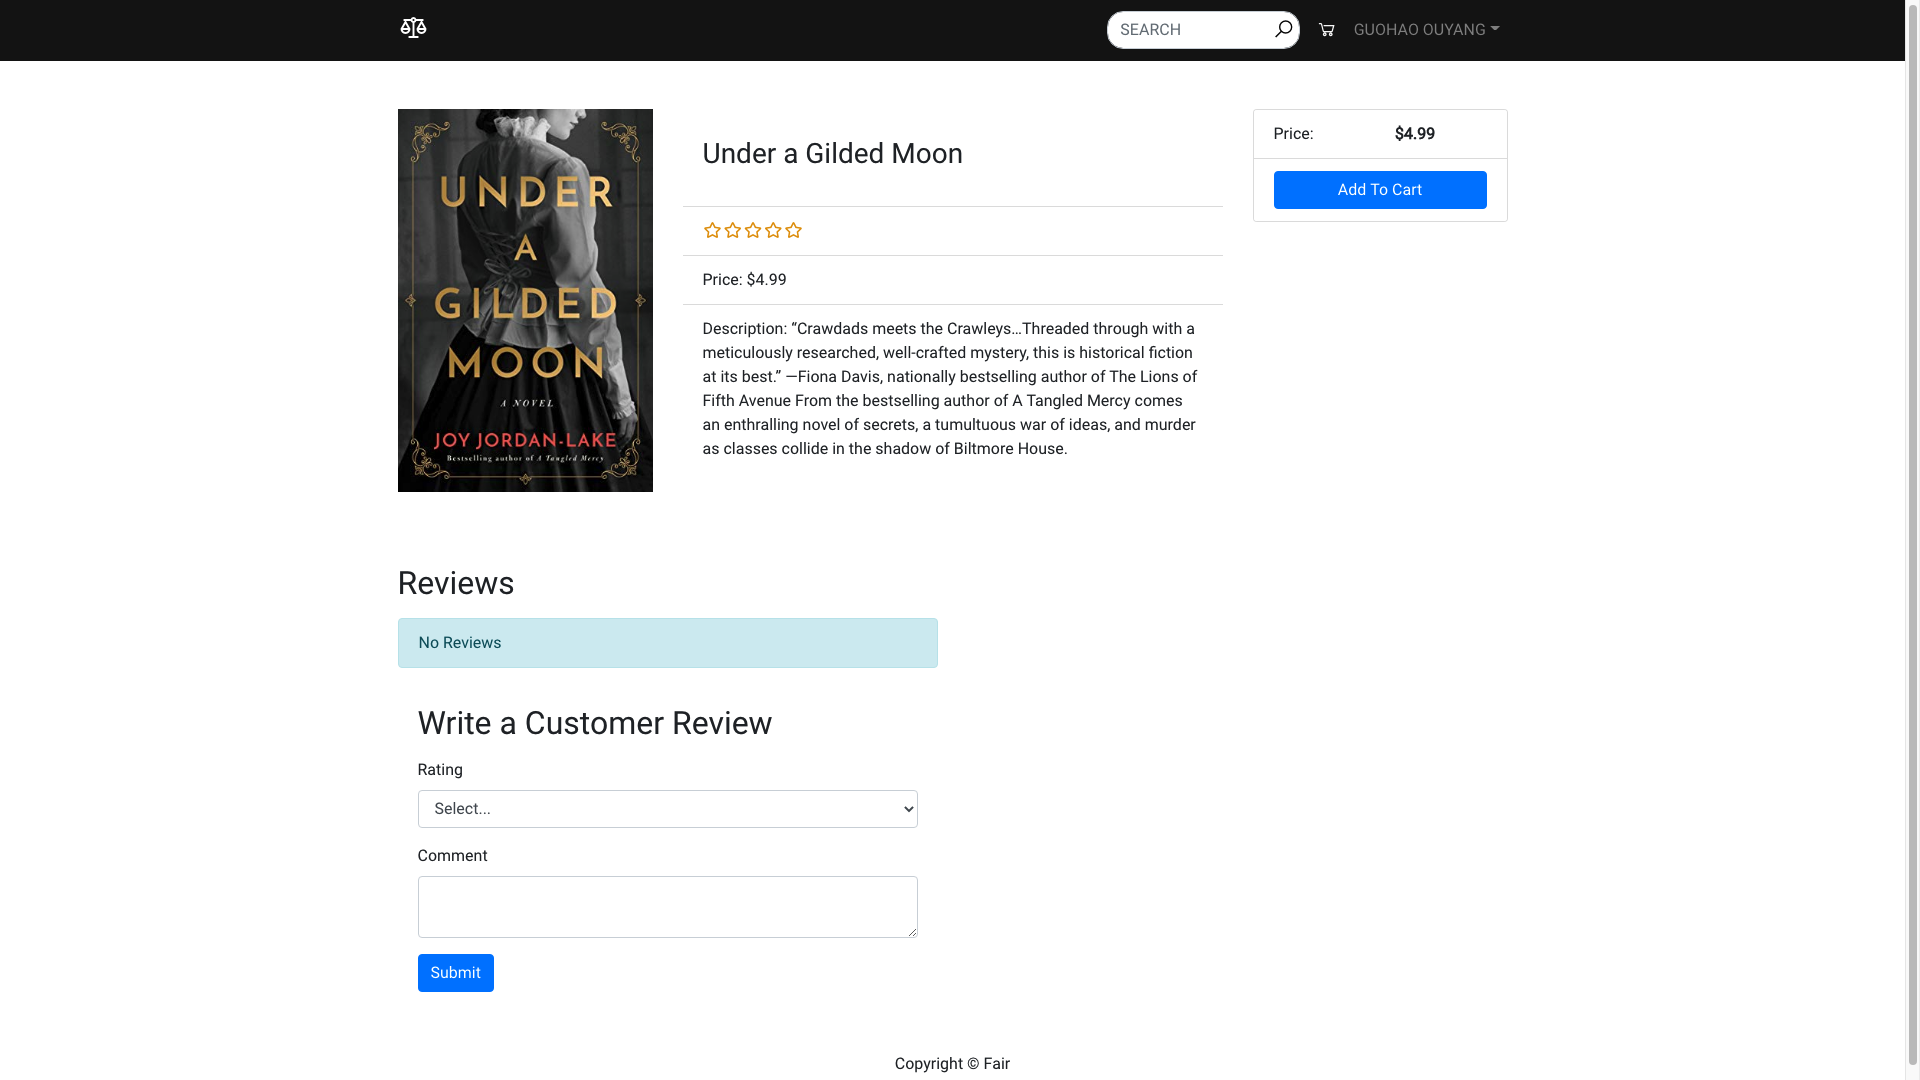 SEARCH
GUOHAO OUYANG
UNDER
A
GILDED
MOON
A NOVEL
JOY JORDAN-LAKE
Bestselling author of A Tangled Mercy
Under a Gilded Moon
Price: $4.99
Description: “Crawdads meets the Crawleys…Threaded through with a
meticulously researched, well-crafted mystery, this is historical fiction
at its best.” —Fiona Davis, nationally bestselling author of The Lions of
Fifth Avenue From the bestselling author of A Tangled Mercy comes
an enthralling novel of secrets, a tumultuous war of ideas, and murder
as classes collide in the shadow of Biltmore House.
Price: $4.99
Add To Cart
Reviews
No Reviews
Write a Customer Review
Rating
Select...
Comment
Submit
Copyright © Fair